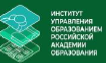 ИНСТИТУТ
УПРАВЛЕНИЯ
ОБРАЗОВАНИЕМ
РОССИЙСКОЙ
АКАДЕМИИ
ОБРАЗОВАНИЯ